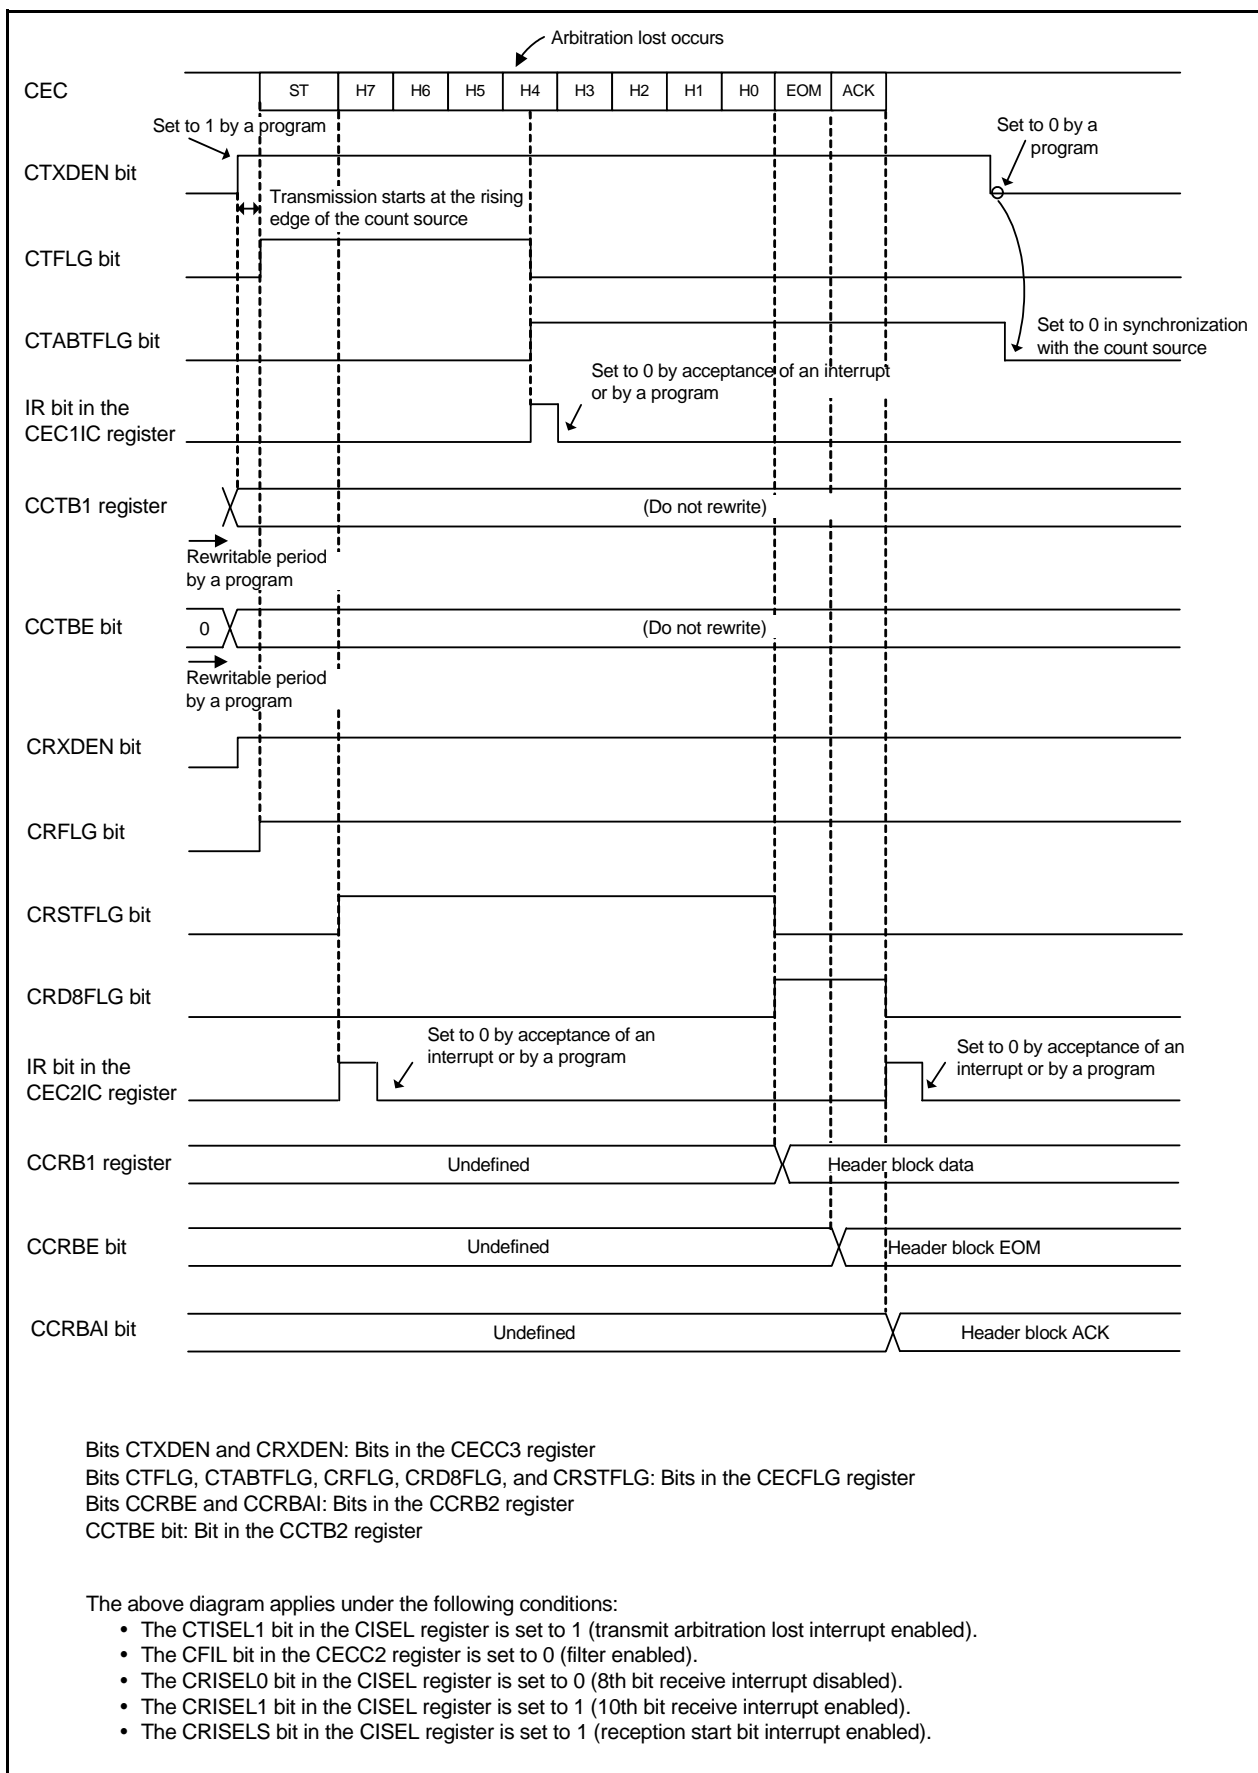 Arbitration lost occurs
CEC
ST H7 H6 H5 H4 H3 H2 H1 H0 EOM ACK
Set to 1 by a program
Set to 0 by a
program
CTXDEN bit
Transmission starts at the rising
edge of the count source
CTFLG bit
CTABTFLG bit
Set to 0 in synchronization
with the count source
Set to 0 by acceptance of an interrupt
or by a program
IR bit in the
CEC1IC register
CCTB1 register
(Do not rewrite)
Rewritable period
by a program
CCTBE bit
0
(Do not rewrite)
Rewritable period
by a program
CRXDEN bit
CRFLG bit
CRSTFLG bit
CRD8FLG bit
Set to 0 by acceptance of an
interrupt or by a program
Set to 0 by acceptance of an
interrupt or by a program
IR bit in the
CEC2IC register
CCRB1 register
Undefined
Header block data
CCRBE bit
Undefined
Header block EOM
CCRBAI bit
Undefined
Header block ACK
Bits CTXDEN and CRXDEN: Bits in the CECC3 register
Bits CTFLG, CTABTFLG, CRFLG, CRD8FLG, and CRSTFLG: Bits in the CECFLG register
Bits CCRBE and CCRBAI: Bits in the CCRB2 register
CCTBE bit: Bit in the CCTB2 register
The above diagram applies under the following conditions:
• The CTISEL1 bit in the CISEL register is set to 1 (transmit arbitration lost interrupt enabled).
• The CFIL bit in the CECC2 register is set to 0 (filter enabled).
• The CRISEL0 bit in the CISEL register is set to 0 (8th bit receive interrupt disabled).
• The CRISEL1 bit in the CISEL register is set to 1 (10th bit receive interrupt enabled).
• The CRISELS bit in the CISEL register is set to 1 (reception start bit interrupt enabled).